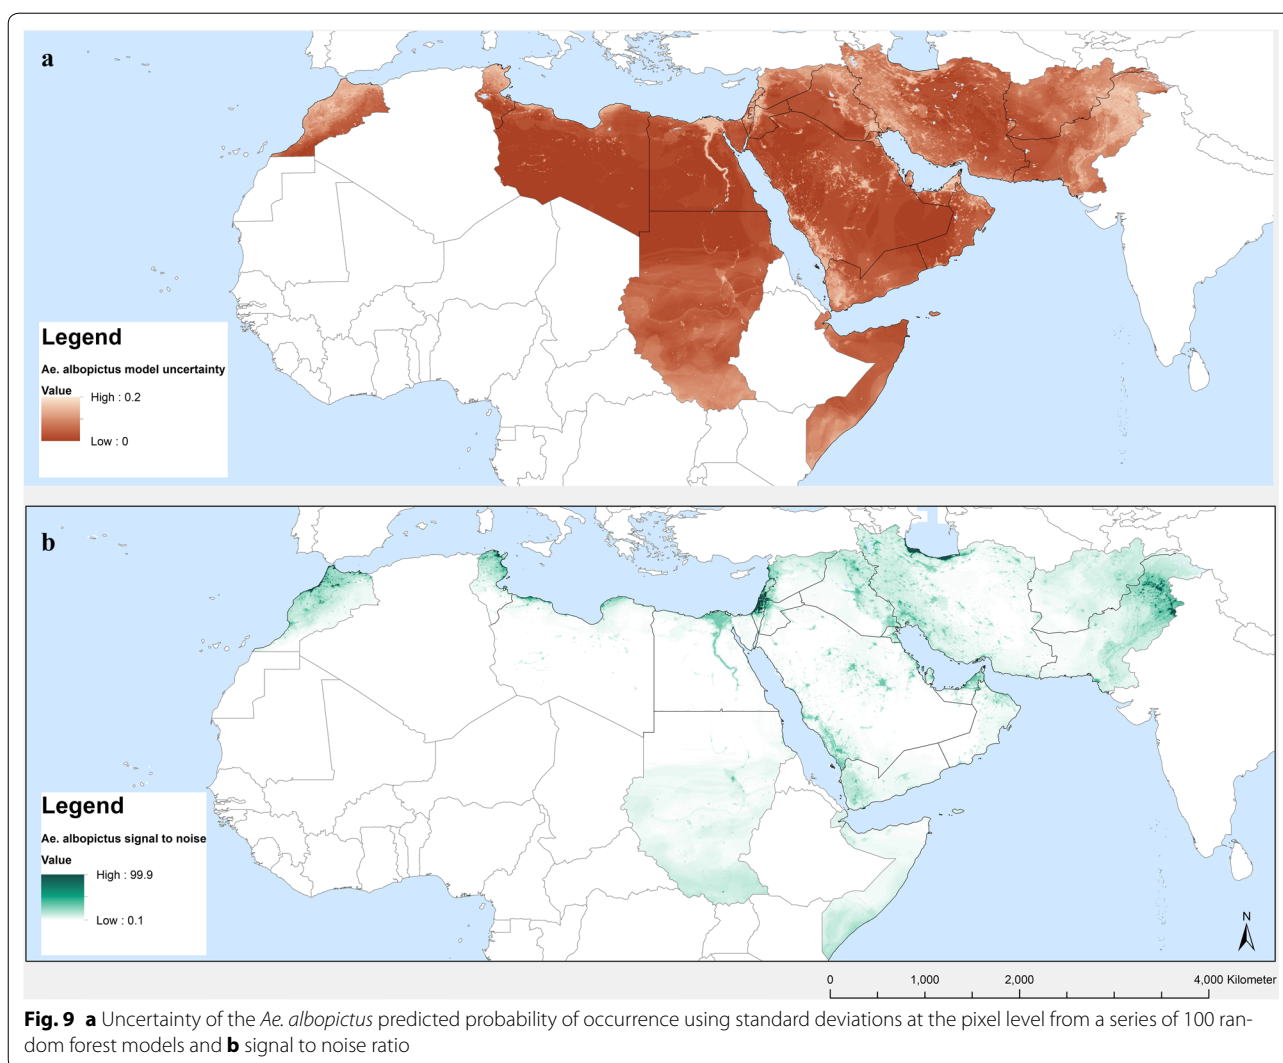 a
Legend
Ae. albopictus model uncertainty
Value
High : 0.2
Low : 0
b
Legend
Ae. albopictus signal to noise
Value
High : 99.9
Low : 0.1
N
0 1,000 2,000 4,000 Kilometer
Fig. 9 a Uncertainty of the Ae. albopictus predicted probability of occurrence using standard deviations at the pixel level from a series of 100 ran-
dom forest models and b signal to noise ratio